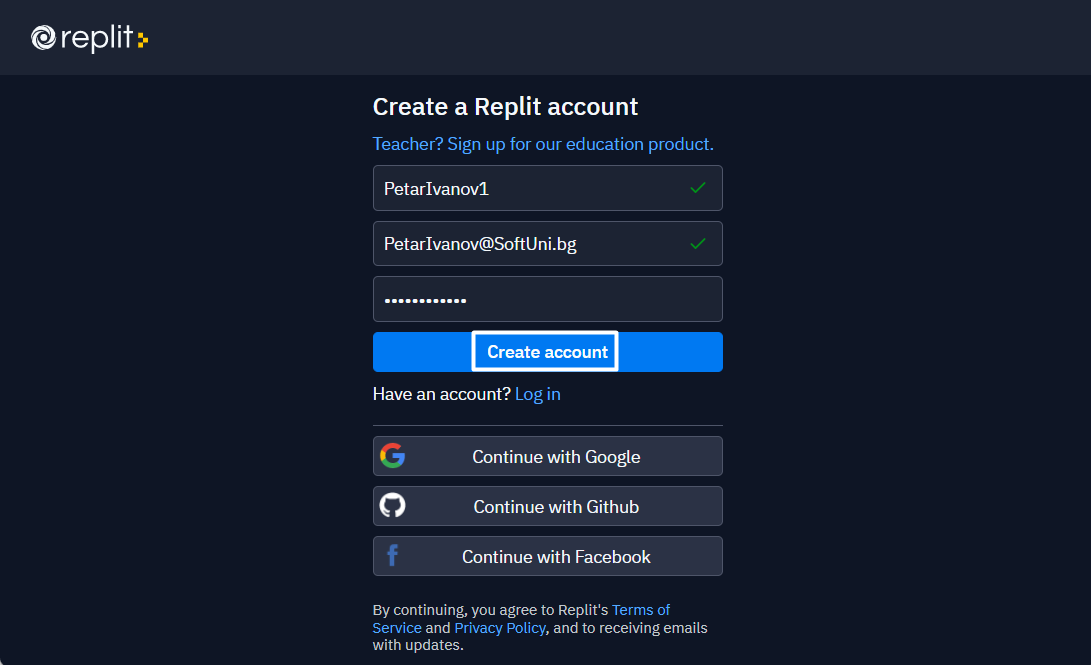 replit
Create a Replit account
Teacher? Sign up for our education product.
PetarIvanov1
PetarIvanov@SoftUni.bg
••••••••••••
Create account
Have an account? Log in
Continue with Google
Continue with Github
Continue with Facebook
By continuing, you agree to Replit's Terms of
Service and Privacy Policy, and to receiving emails
with updates.